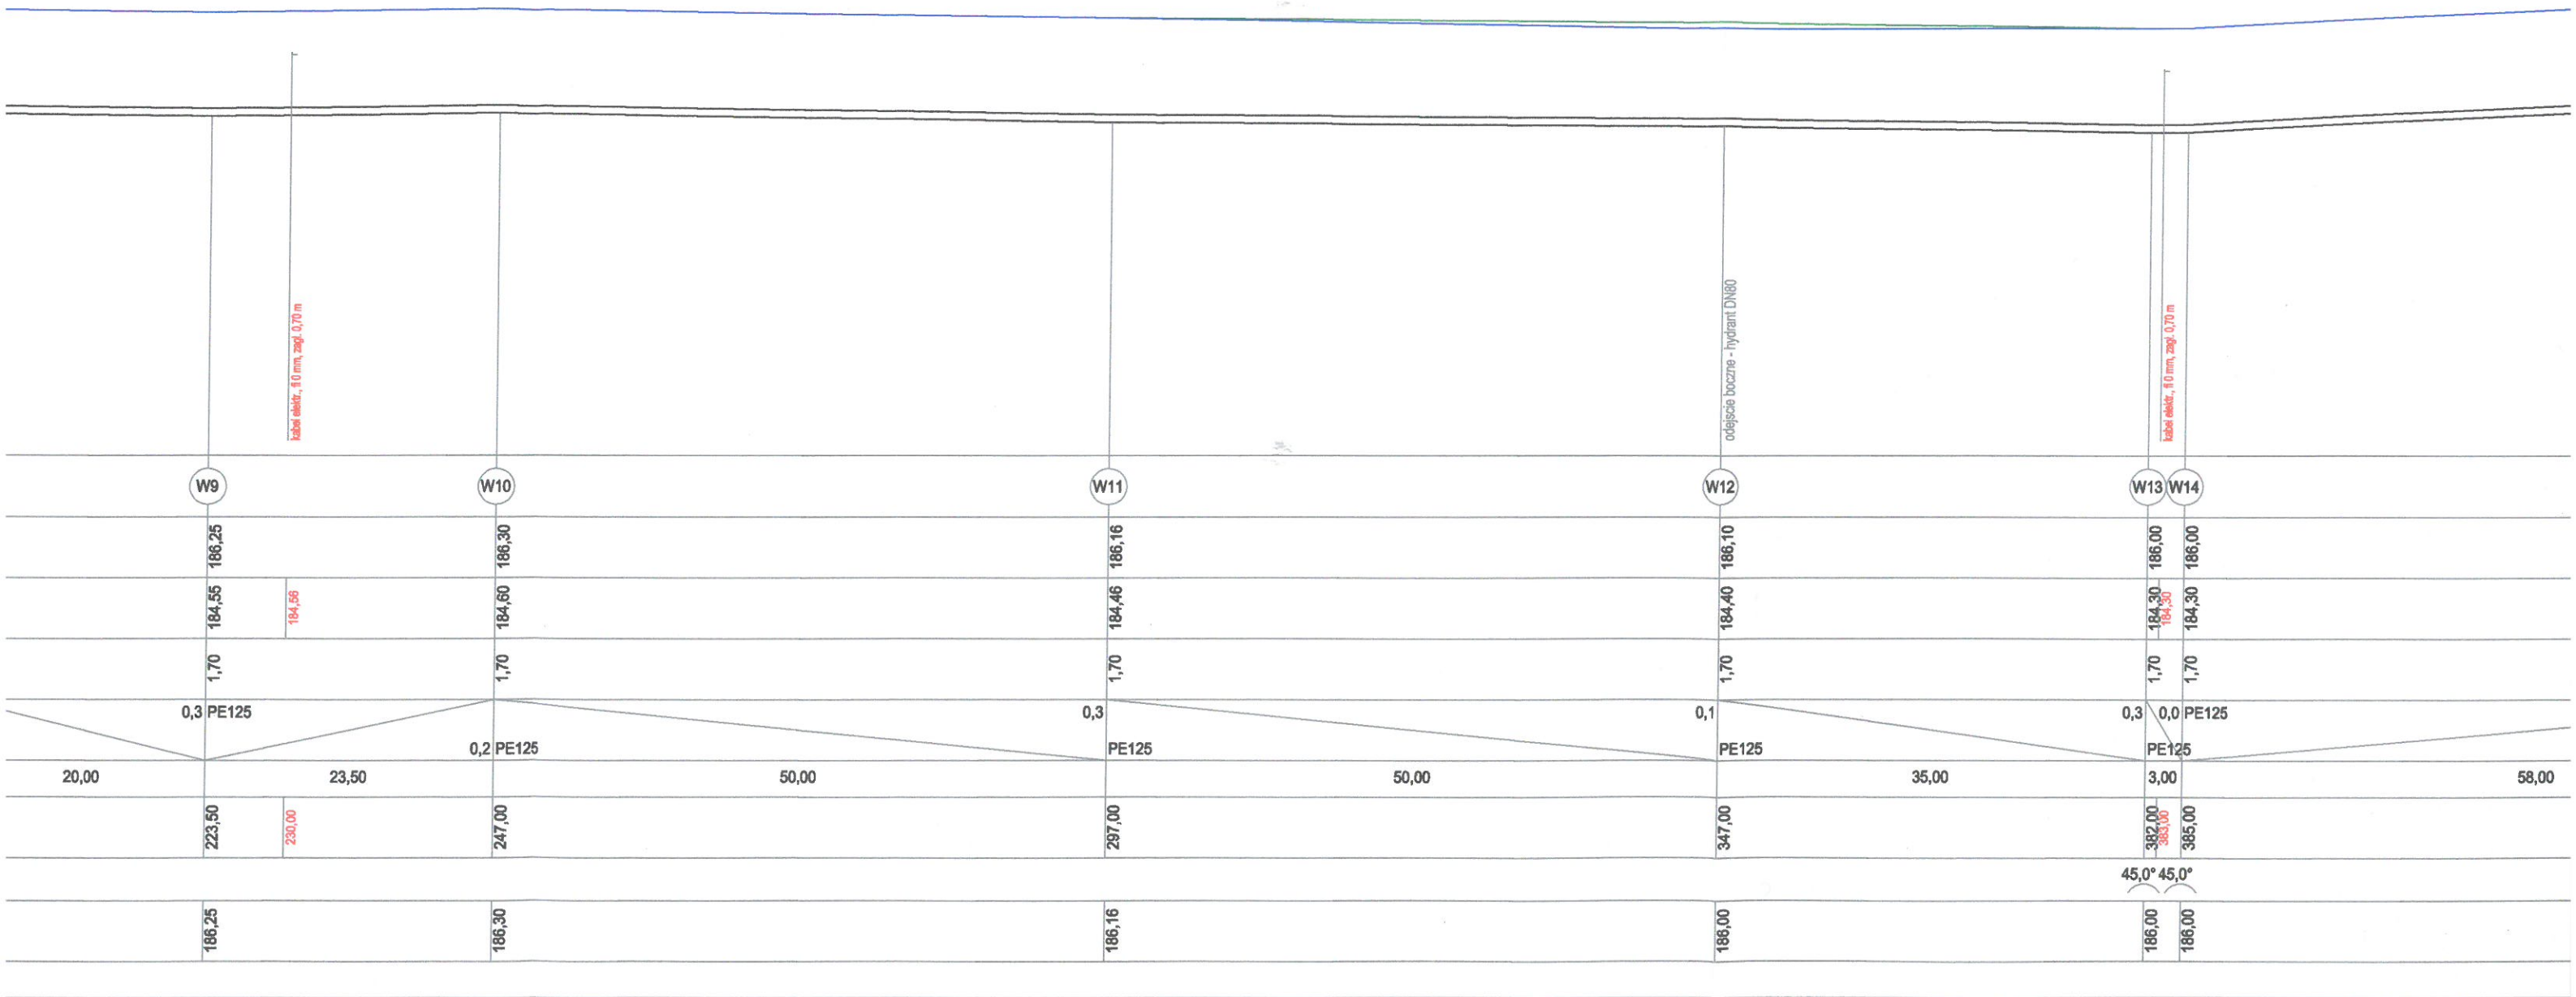 kabel elektr., fi 0 mm, zagł. 0,70 m
odejscie boczne - hydrant DN80
kabel elektr., fi 0 mm, zagł. 0,70 m
W9 W10 W11 W12 W13 W14
186,25 186,30 186,16 186,10 186,00 186,00
184,55 184,56 184,60 184,46 184,40 184,30 184,30 184,30
1,70 1,70 1,70 1,70 1,70 1,70
0,3 PE125 0,3 0,1 0,3 0,0 PE125
0,2 PE125 PE125 PE125 PE125
20,00 23,50 50,00 50,00 35,00 3,00 58,00
223,50 230,00 247,00 297,00 347,00 382,00 383,00 385,00
45,0° 45,0°
186,25 186,30 186,16 186,00 186,00 186,00